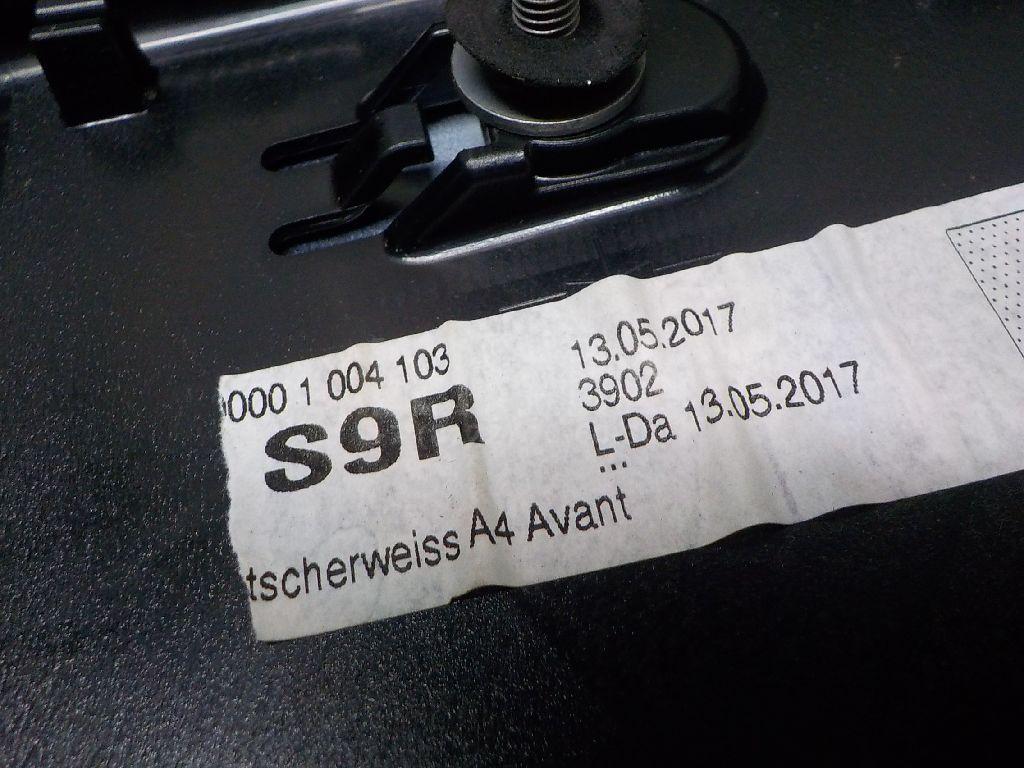 000 1 004 103
S9R
tscherweiss A4 Avant
13.05.2017
3902
L-Da 13.05.2017
...